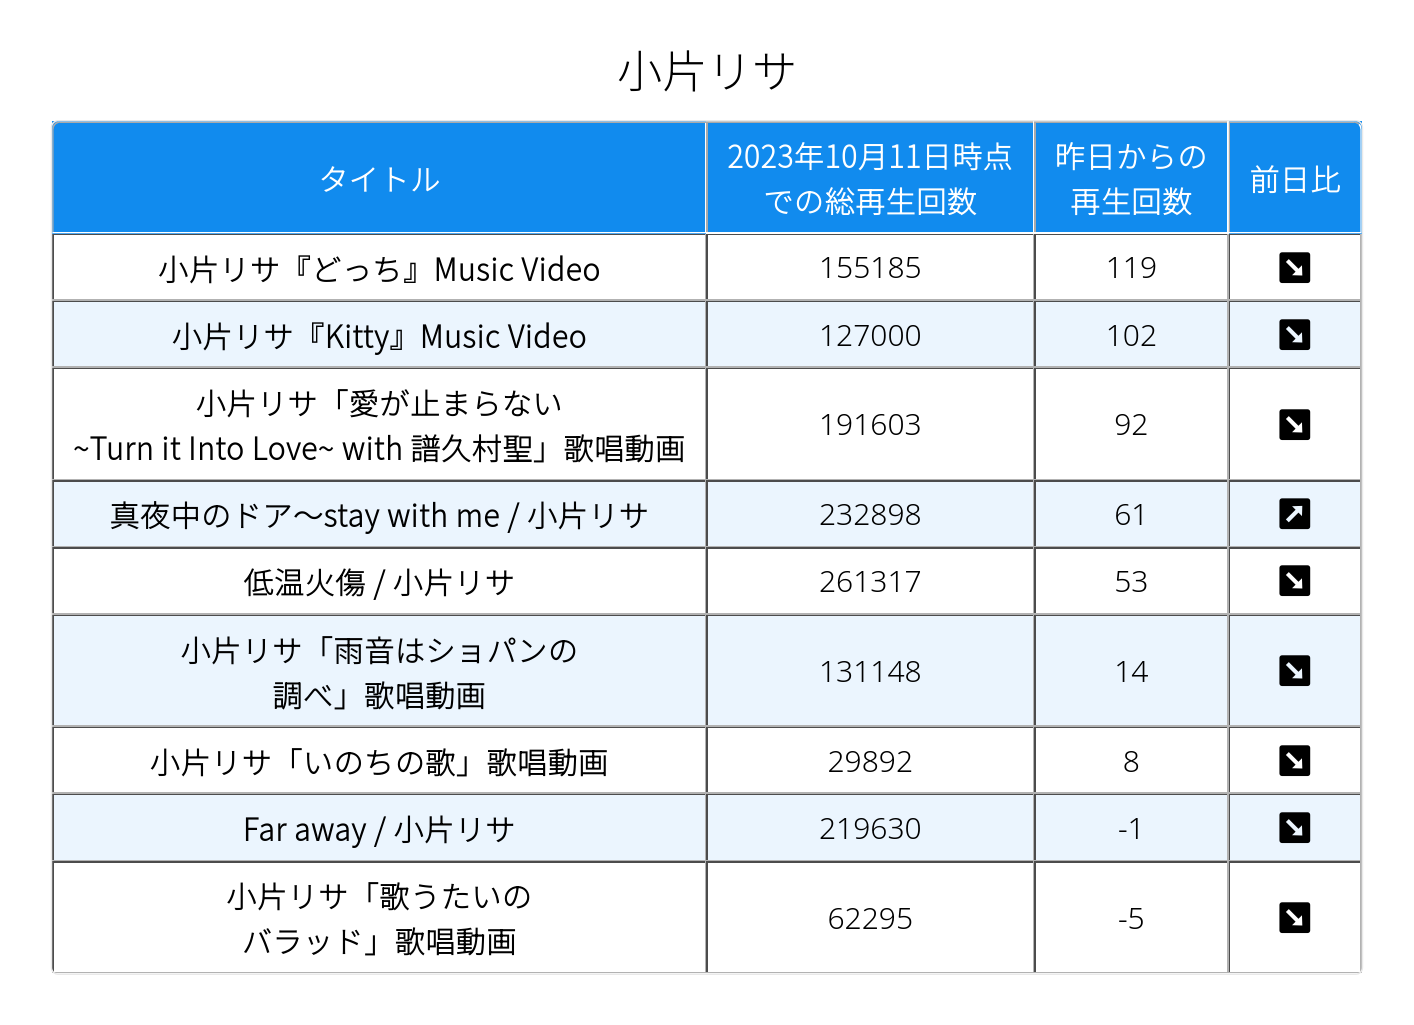 小片リサ
タイトル
2023年10月11日時点
での総再生回数
昨日からの
再生回数
前日比
小片リサ『どっち』Music Video
155185
119
小片リサ『Kitty』Music Video
127000
102
小片リサ「愛が止まらない
~Turn it Into Love~ with 譜久村聖」歌唱動画
191603
92
真夜中のドア〜stay with me / 小片リサ
232898
61
低温火傷 / 小片リサ
261317
53
小片リサ「雨音はショパンの
調べ」歌唱動画
131148
14
小片リサ「いのちの歌」歌唱動画
29892
8
Far away / 小片リサ
219630
-1
小片リサ「歌うたいの
バラッド」歌唱動画
62295
-5